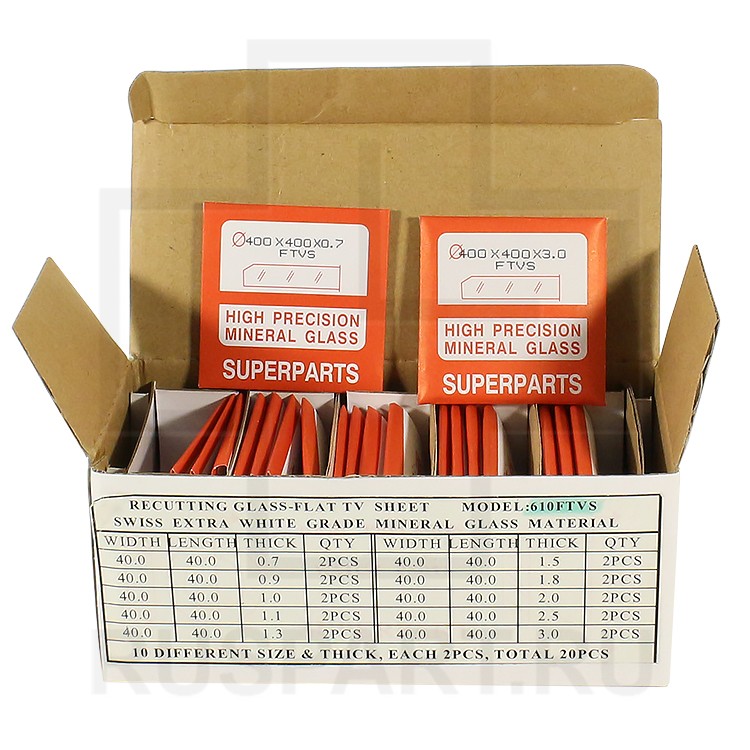 Ø400X400X0.7
FTVS
HIGH PRECISION
MINERAL GLASS
SUPERPARTS
Ø400X400X3.0
FTVS
HIGH PRECISION
MINERAL GLASS
SUPERPARTS
RECUTTING GLASS-FLAT TV SHEET MODEL:610FTVS
SWISS EXTRA WHITE GRADE MINERAL GLASS MATERIAL
WIDTH LENGTH THICK QTY WIDTH LENGTH THICK QTY
40.0 40.0 0.7 2PCS 40.0 40.0 1.5 2PCS
40.0 40.0 0.9 2PCS 40.0 40.0 1.8 2PCS
40.0 40.0 1.0 2PCS 40.0 40.0 2.0 2PCS
40.0 40.0 1.1 2PCS 40.0 40.0 2.5 2PCS
40.0 40.0 1.3 2PCS 40.0 40.0 3.0 2PCS
10 DIFFERENT SIZE & THICK, EACH 2PCS, TOTAL 20PCS
RUSPART.RU